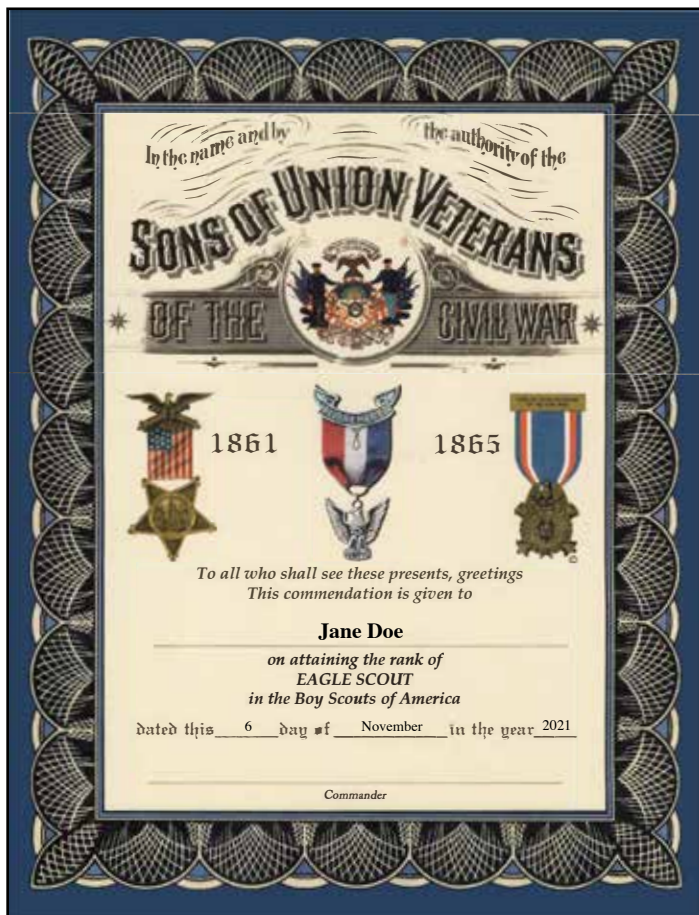 In the name and by the authority of the
SONS OF UNION VETERANS
OF THE CIVIL WAR
1861 1865
To all who shall see these presents, greetings
This commendation is given to
Jane Doe
on attaining the rank of
EAGLE SCOUT
in the Boy Scouts of America
dated this 6 day of November in the year 2021
Commander